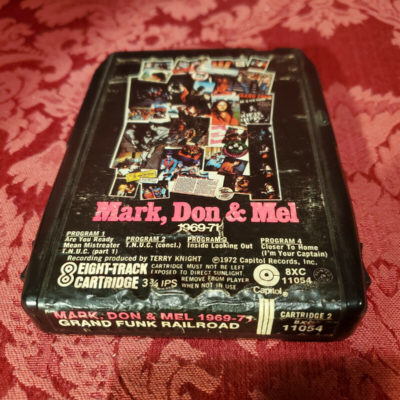 Mark, Don & Mel
1969-71
PROGRAM 1
Are You Ready
Mean Mistreater
T.N.U.C. (part 1)
PROGRAM 2
T.N.U.C. (concl.)
PROGRAM 3
Inside Looking Out
PROGRAM 4
Closer To Home
(I'm Your Captain)
Recording produced by TERRY KNIGHT
©1972 Capitol Records, Inc.
8 EIGHT-TRACK
CARTRIDGE 3¾ IPS
CARTRIDGE MUST NOT BE LEFT
EXPOSED TO DIRECT SUNLIGHT
REMOVE FROM PLAYER
WHEN NOT IN USE
Capitol
8XC
11054
MARK, DON & MEL 1969-71
GRAND FUNK RAILROAD
CARTRIDGE 2
8XC
11054